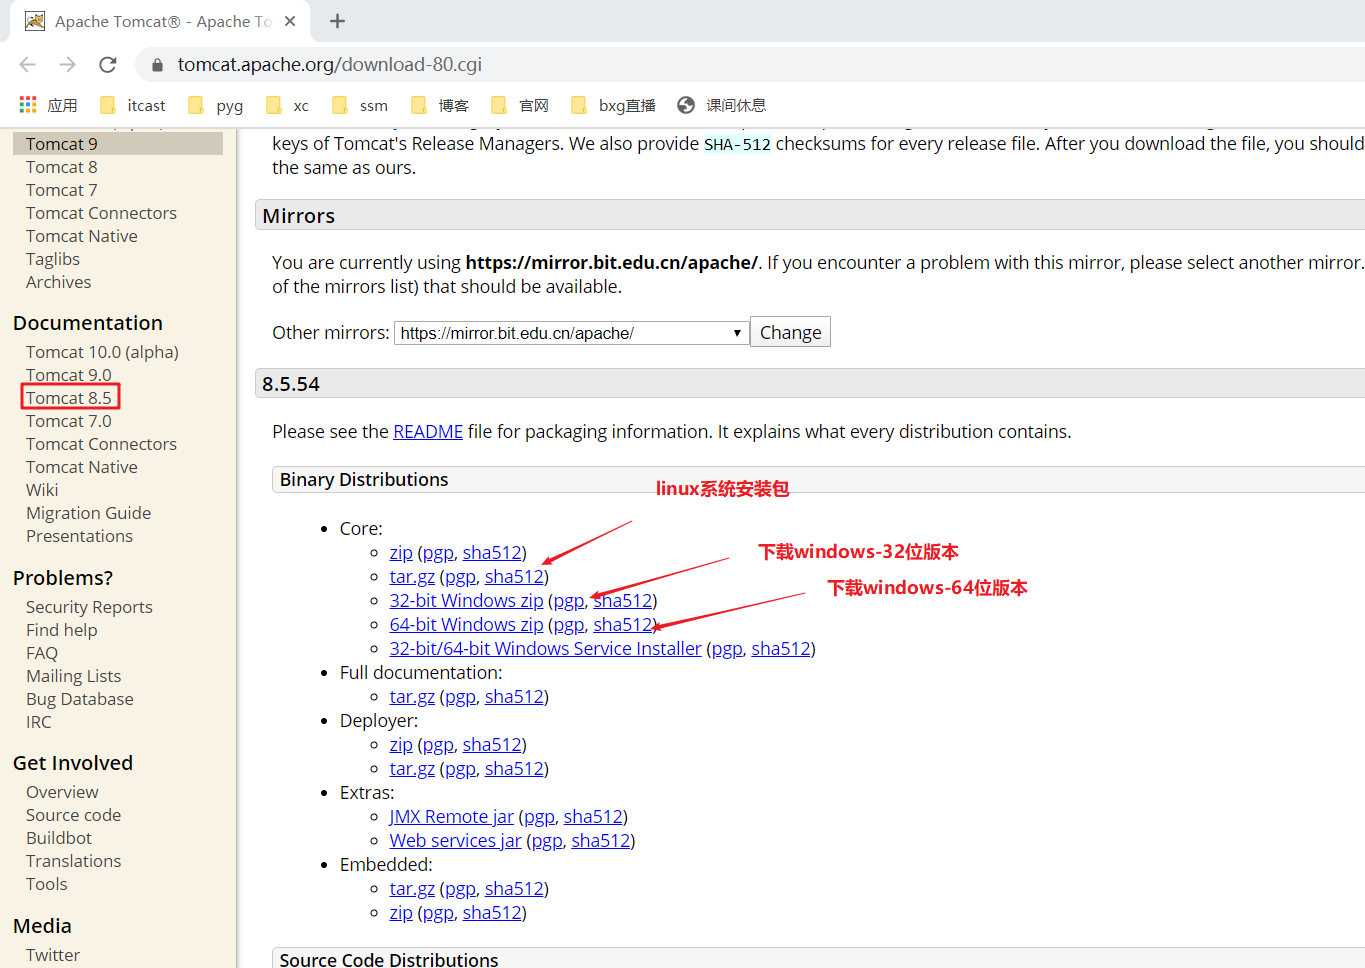 Apache Tomcat® - Apache To
tomcat.apache.org/download-80.cgi
应用 itcast pyg xc ssm 博客 官网 bxg直播 课间休息
Tomcat 9
Tomcat 8
Tomcat 7
Tomcat Connectors
Tomcat Native
Taglibs
Archives
Documentation
Tomcat 10.0 (alpha)
Tomcat 9.0
Tomcat 8.5
Tomcat 7.0
Tomcat Connectors
Tomcat Native
Wiki
Migration Guide
Presentations
Problems?
Security Reports
Find help
FAQ
Mailing Lists
Bug Database
IRC
Get Involved
Overview
Source code
Buildbot
Translations
Tools
Media
Twitter
keys of Tomcat's Release Managers. We also provide SHA-512 checksums for every release file. After you download the file, you should
the same as ours.
Mirrors
You are currently using https://mirror.bit.edu.cn/apache/. If you encounter a problem with this mirror, please select another mirror.
of the mirrors list) that should be available.
Other mirrors: https://mirror.bit.edu.cn/apache/ Change
8.5.54
Please see the README file for packaging information. It explains what every distribution contains.
Binary Distributions
linux系统安装包
Core:
zip (pgp, sha512)
下载windows-32位版本
tar.gz (pgp, sha512)
下载windows-64位版本
32-bit Windows zip (pgp, sha512)
64-bit Windows zip (pgp, sha512)
32-bit/64-bit Windows Service Installer (pgp, sha512)
Full documentation:
tar.gz (pgp, sha512)
Deployer:
zip (pgp, sha512)
tar.gz (pgp, sha512)
Extras:
JMX Remote jar (pgp, sha512)
Web services jar (pgp, sha512)
Embedded:
tar.gz (pgp, sha512)
zip (pgp, sha512)
Source Code Distributions